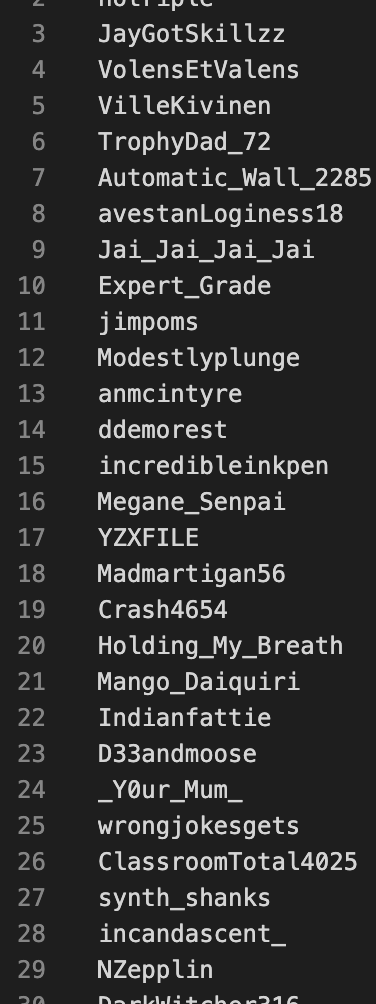 3 JayGotSkillzz
4 VolensEtValens
5 VilleKivinen
6 TrophyDad_72
7 Automatic_Wall_2285
8 avestanLoginess18
9 Jai_Jai_Jai_Jai
10 Expert_Grade
11 jimpoms
12 Modestlyplunge
13 anmcintyre
14 ddemorest
15 incredibleinkpen
16 Megane_Senpai
17 YZXFILE
18 Madmartigan56
19 Crash4654
20 Holding_My_Breath
21 Mango_Daiquiri
22 Indianfattie
23 D33andmoose
24 _Y0ur_Mum_
25 wrongjokesgets
26 ClassroomTotal4025
27 synth_shanks
28 incandascent_
29 NZepplin
30 DarkWitcher316